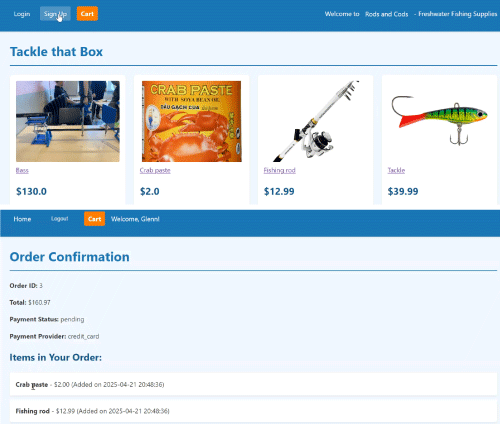 Login Sign Up Cart Welcome to Rods and Cods - Freshwater Fishing Supplies
Tackle that Box
CRAB PASTE
WITH SOYA BEAN OIL
GẠCH CUA
Bass Crab paste Fishing rod Tackle
$130.0 $2.0 $12.99 $39.99
Home Logout Cart Welcome, Glenn!
Order Confirmation
Order ID: 3
Total: $160.97
Payment Status: pending
Payment Provider: credit_card
Items in Your Order:
Crab paste - $2.00 (Added on 2025-04-21 20:48:36)
Fishing rod - $12.99 (Added on 2025-04-21 20:48:36)